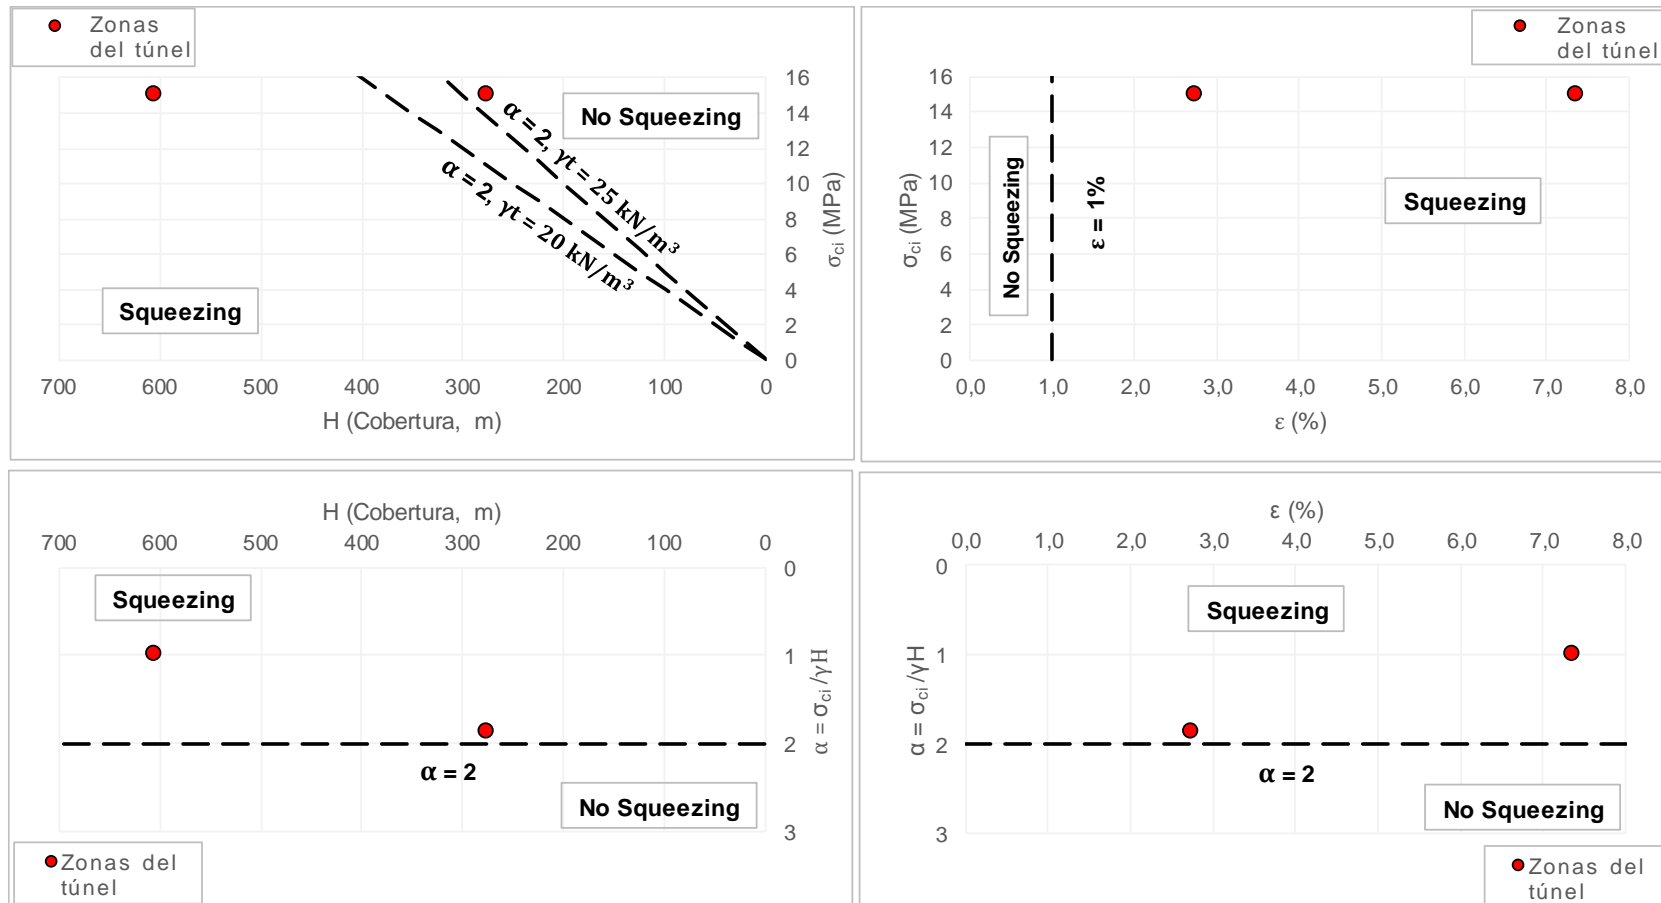 Zonas
del túnel
16
14
12
10
8
6
4
2
0
σci (MPa)
No Squeezing
α = 2, γt = 25 kN/m³
α = 2, γt = 20 kN/m³
Squeezing
700 600 500 400 300 200 100 0
H (Cobertura, m)
Zonas
del túnel
16
14
12
10
8
6
4
2
0
σci (MPa)
No Squeezing
ε = 1%
Squeezing
0,0 1,0 2,0 3,0 4,0 5,0 6,0 7,0 8,0
ε (%)
H (Cobertura, m)
700 600 500 400 300 200 100 0
0
1
2
3
α = σci /γH
Squeezing
α = 2
No Squeezing
Zonas del
túnel
ε (%)
0,0 1,0 2,0 3,0 4,0 5,0 6,0 7,0 8,0
0
1
2
3
α = σci /γH
Squeezing
α = 2
No Squeezing
Zonas del
túnel